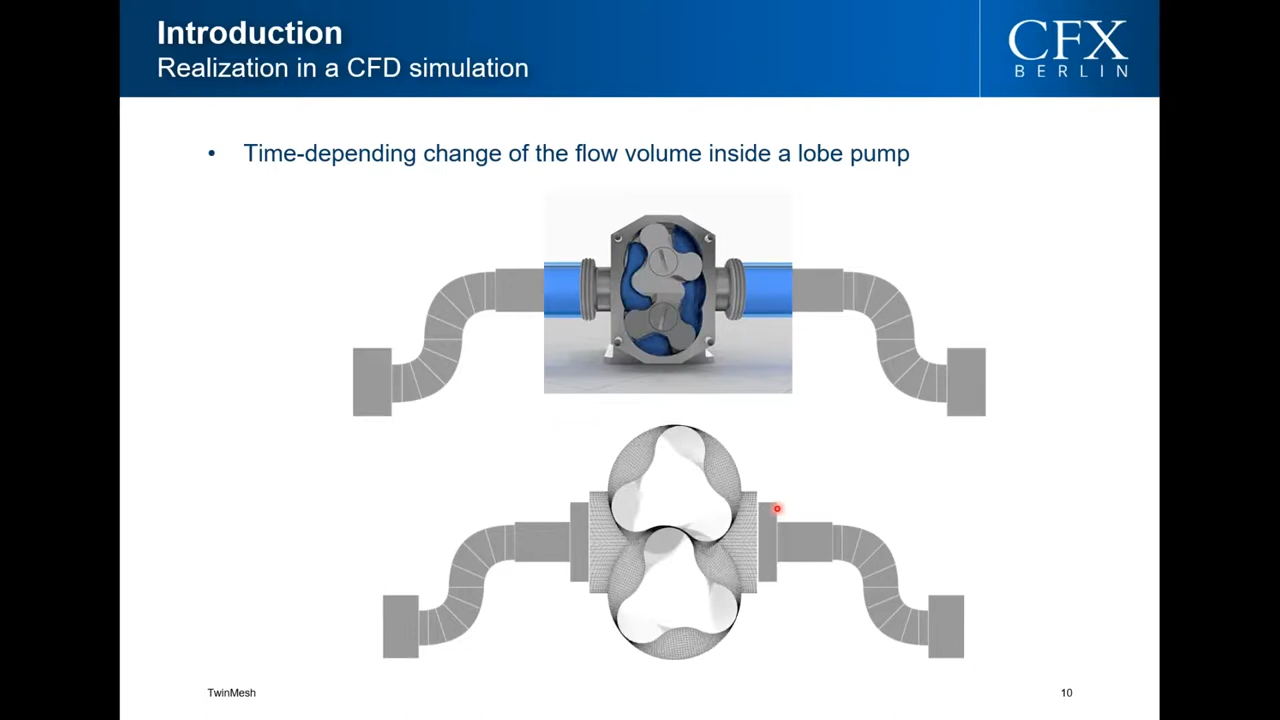 Introduction
Realization in a CFD simulation
CFX
BERLIN
• Time-depending change of the flow volume inside a lobe pump
TwinMesh
10